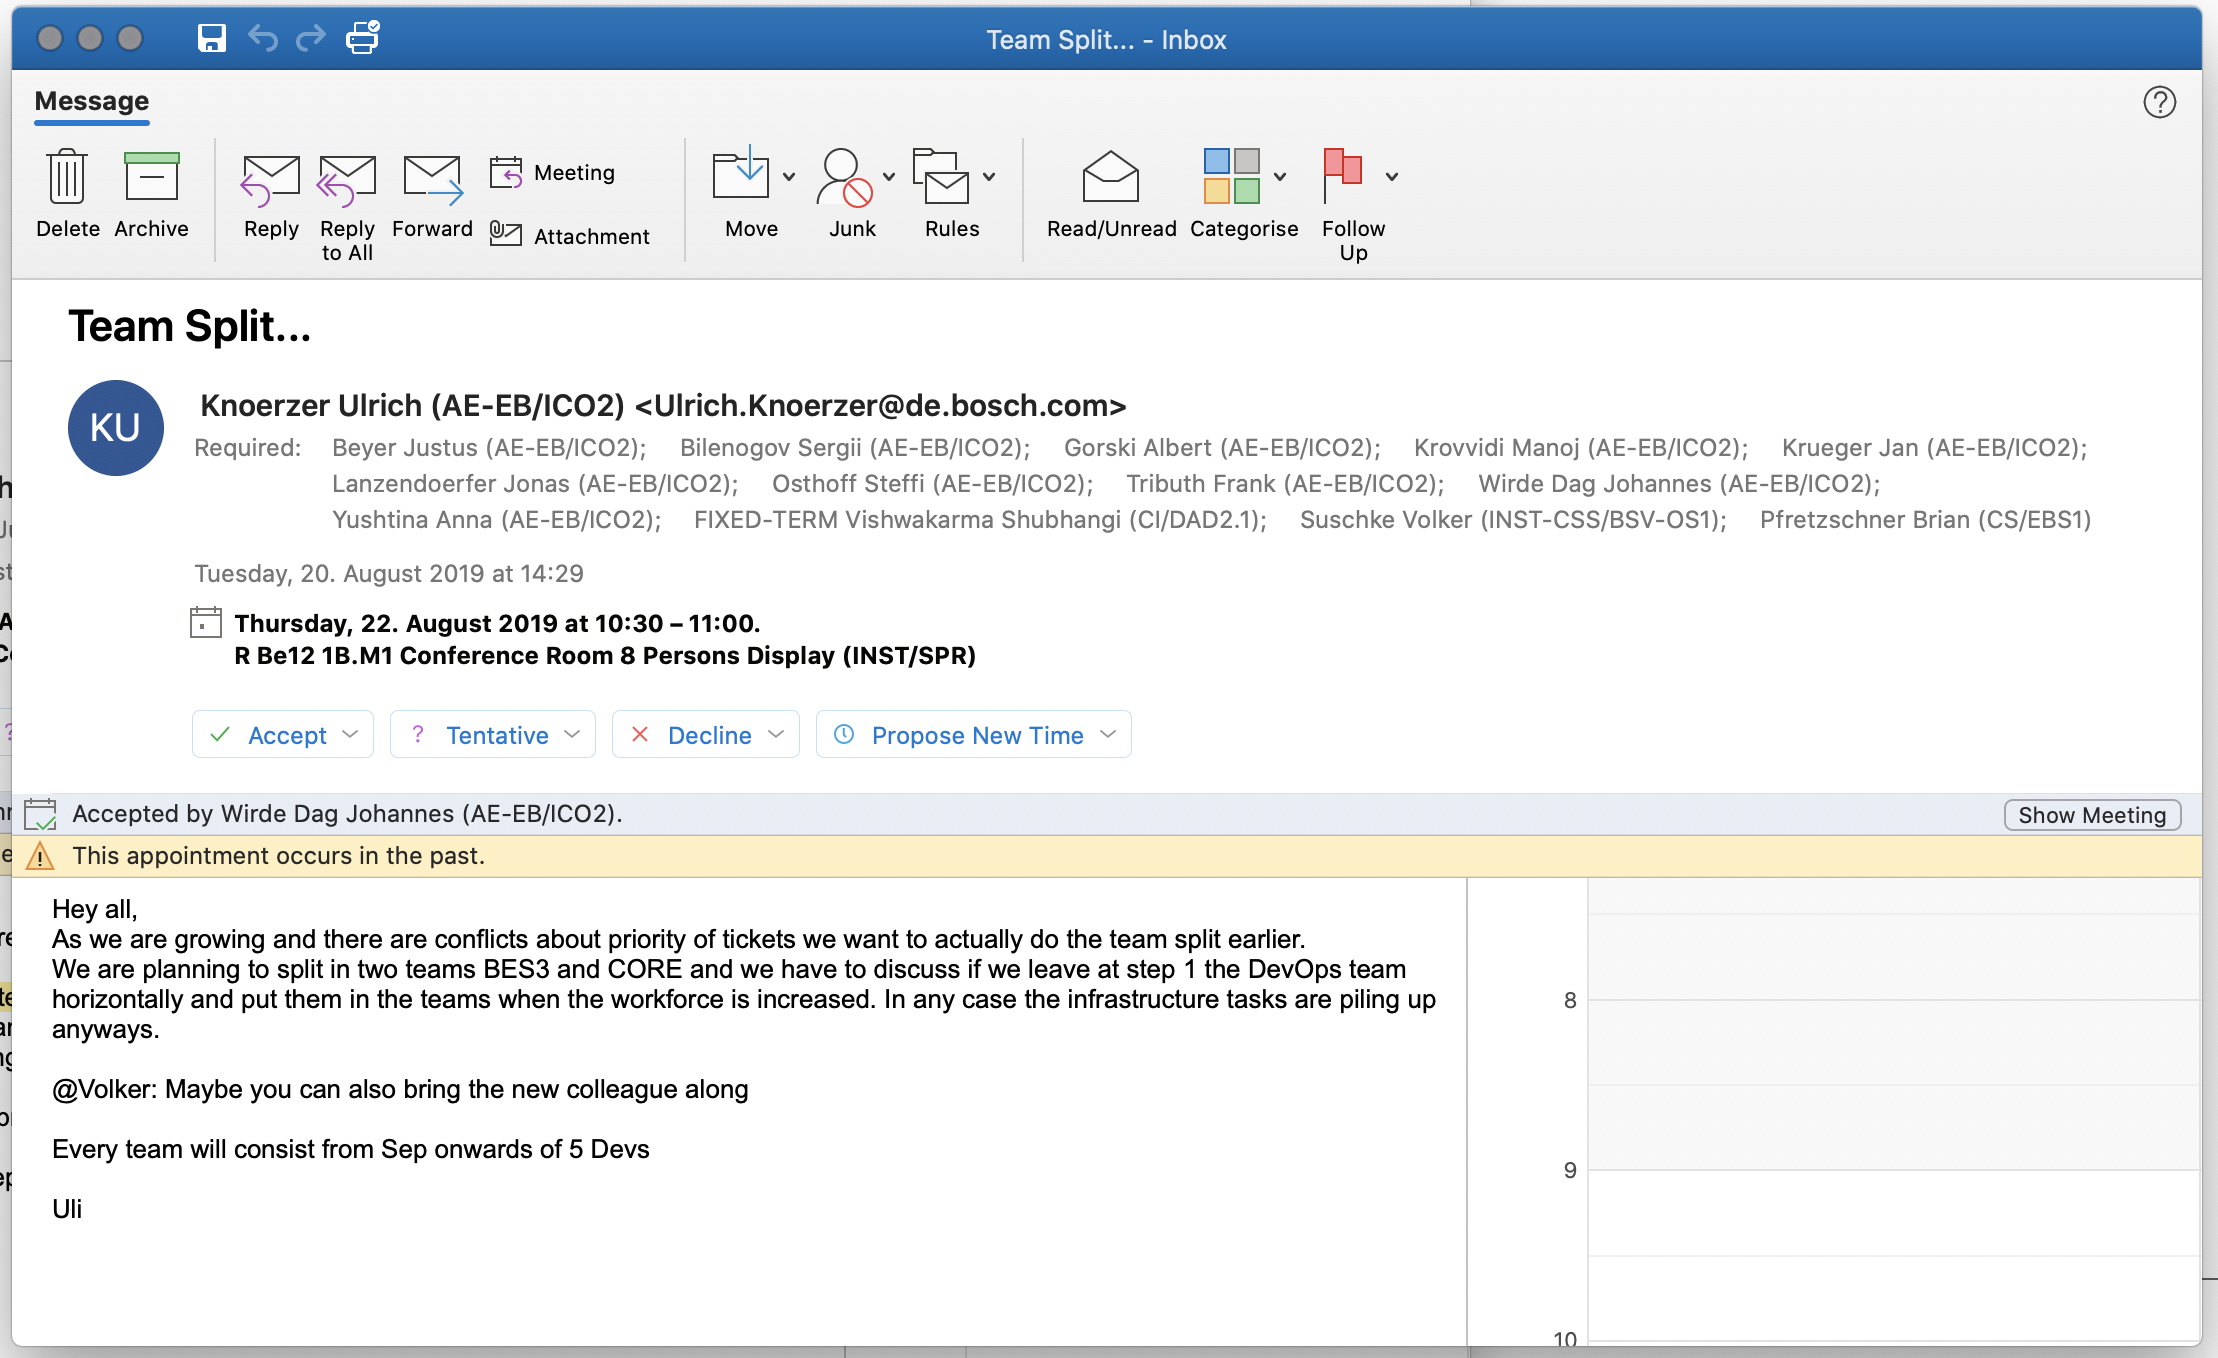 Team Split... - Inbox
Message
Delete
Archive
Reply
Reply to All
Forward
Meeting
Attachment
Move
Junk
Rules
Read/Unread
Categorise
Follow Up
Team Split...
KU
Knoerzer Ulrich (AE-EB/ICO2) <Ulrich.Knoerzer@de.bosch.com>
Required: Beyer Justus (AE-EB/ICO2); Bilenogov Sergii (AE-EB/ICO2); Gorski Albert (AE-EB/ICO2); Krovvidi Manoj (AE-EB/ICO2); Krueger Jan (AE-EB/ICO2);
Lanzendoerfer Jonas (AE-EB/ICO2); Osthoff Steffi (AE-EB/ICO2); Tributh Frank (AE-EB/ICO2); Wirde Dag Johannes (AE-EB/ICO2);
Yushtina Anna (AE-EB/ICO2); FIXED-TERM Vishwakarma Shubhangi (CI/DAD2.1); Suschke Volker (INST-CSS/BSV-OS1); Pfretzschner Brian (CS/EBS1)
Tuesday, 20. August 2019 at 14:29
Thursday, 22. August 2019 at 10:30 – 11:00.
R Be12 1B.M1 Conference Room 8 Persons Display (INST/SPR)
Accept
? Tentative
Decline
Propose New Time
Accepted by Wirde Dag Johannes (AE-EB/ICO2).
Show Meeting
This appointment occurs in the past.
Hey all,
As we are growing and there are conflicts about priority of tickets we want to actually do the team split earlier.
We are planning to split in two teams BES3 and CORE and we have to discuss if we leave at step 1 the DevOps team
horizontally and put them in the teams when the workforce is increased. In any case the infrastructure tasks are piling up
anyways.
@Volker: Maybe you can also bring the new colleague along
Every team will consist from Sep onwards of 5 Devs
Uli
8
9
10